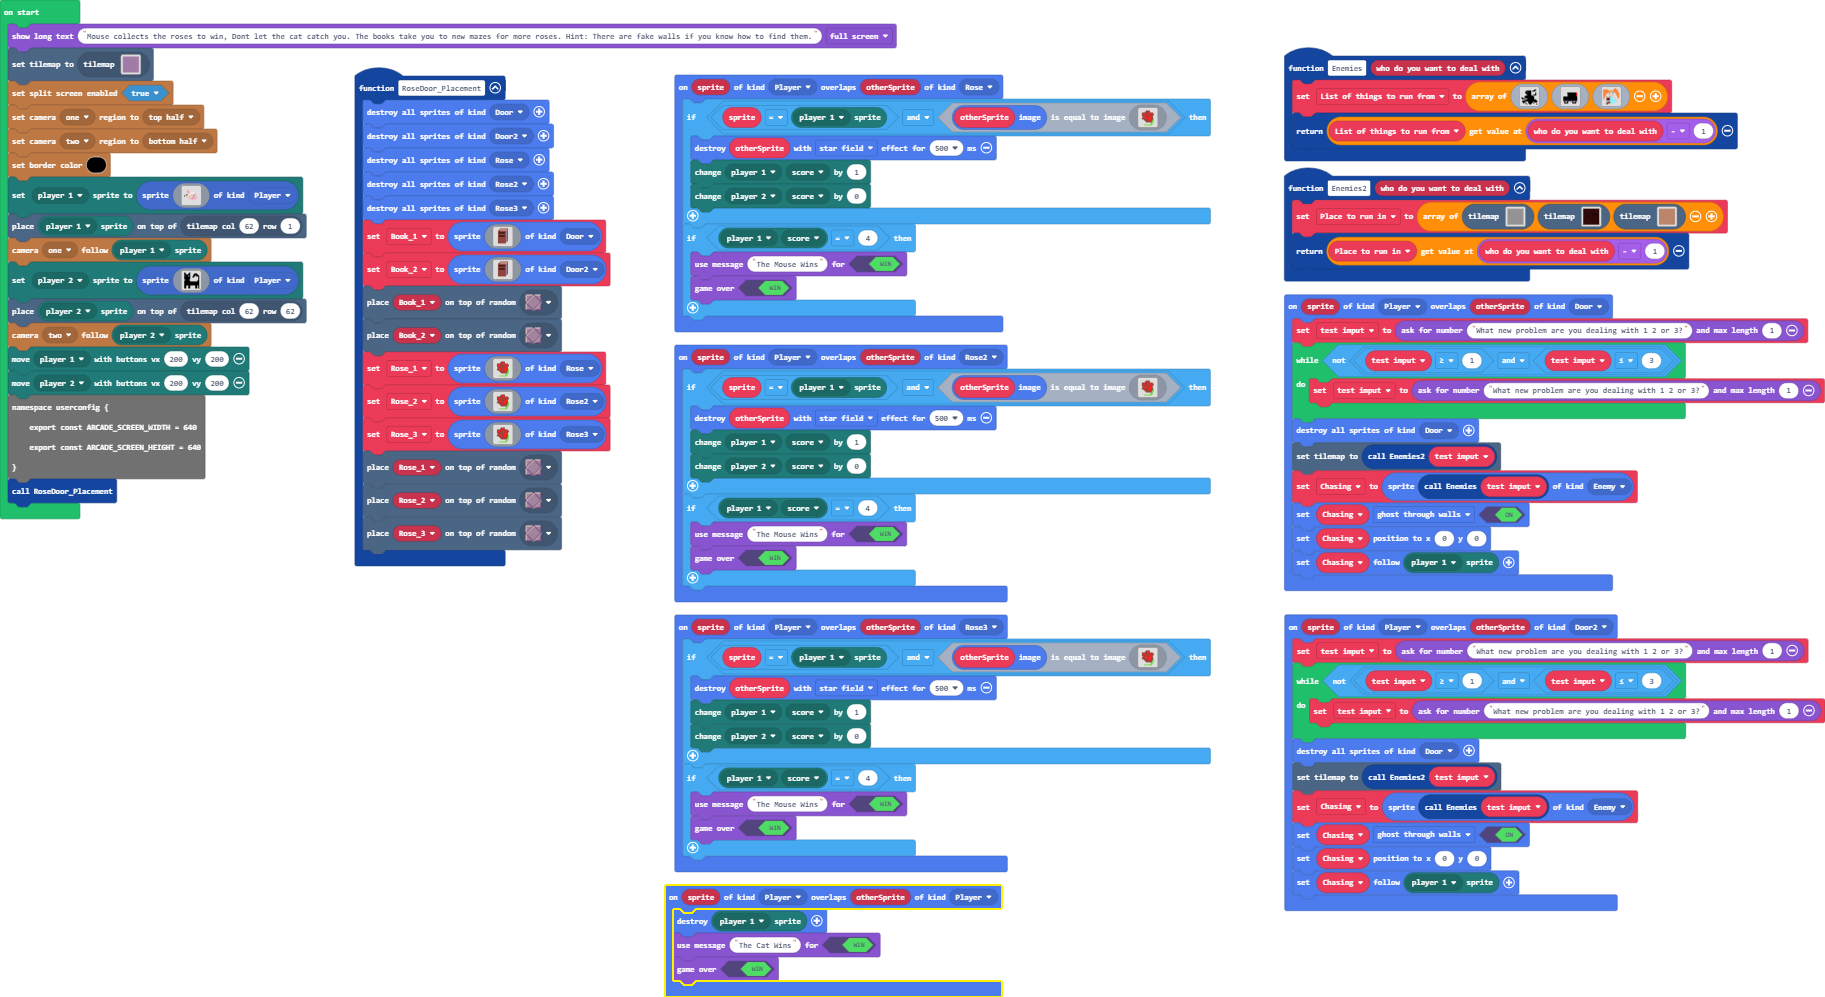 on start
show long text "Mouse collects the roses to win, Dont let the cat catch you. The books take you to new mazes for more roses. Hint: There are fake walls if you know how to find them." full screen
set tilemap to tilemap
set split screen enabled true
set camera one region to top half
set camera two region to bottom half
set border color
set player 1 sprite to sprite of kind Player
place player 1 sprite on top of tilemap col 62 row 1
camera one follow player 1 sprite
set player 2 sprite to sprite of kind Player
place player 2 sprite on top of tilemap col 62 row 62
camera two follow player 2 sprite
move player 1 with buttons vx 200 vy 200
move player 2 with buttons vx 200 vy 200
namespace userconfig {
export const ARCADE_SCREEN_WIDTH = 640
export const ARCADE_SCREEN_HEIGHT = 640
}
call RoseDoor_Placement
function RoseDoor_Placement
destroy all sprites of kind Door
destroy all sprites of kind Door2
destroy all sprites of kind Rose
destroy all sprites of kind Rose2
destroy all sprites of kind Rose3
set Book_1 to sprite of kind Door
set Book_2 to sprite of kind Door2
place Book_1 on top of random
place Book_2 on top of random
set Rose_1 to sprite of kind Rose
set Rose_2 to sprite of kind Rose2
set Rose_3 to sprite of kind Rose3
place Rose_1 on top of random
place Rose_2 on top of random
place Rose_3 on top of random
on sprite of kind Player overlaps otherSprite of kind Rose
if sprite = player 1 sprite and otherSprite image is equal to image then
destroy otherSprite with star field effect for 500 ms
change player 1 score by 1
change player 2 score by 0
if player 1 score = 4 then
use message "The Mouse Wins" for WIN
game over WIN
on sprite of kind Player overlaps otherSprite of kind Rose2
if sprite = player 1 sprite and otherSprite image is equal to image then
destroy otherSprite with star field effect for 500 ms
change player 1 score by 1
change player 2 score by 0
if player 1 score = 4 then
use message "The Mouse Wins" for WIN
game over WIN
on sprite of kind Player overlaps otherSprite of kind Rose3
if sprite = player 1 sprite and otherSprite image is equal to image then
destroy otherSprite with star field effect for 500 ms
change player 1 score by 1
change player 2 score by 0
if player 1 score = 4 then
use message "The Mouse Wins" for WIN
game over WIN
on sprite of kind Player overlaps otherSprite of kind Player
destroy player 1 sprite
use message "The Cat Wins" for WIN
game over WIN
function Enemies who do you want to deal with
set List of things to run from to array of
return List of things to run from get value at who do you want to deal with - 1
function Enemies2 who do you want to deal with
set Place to run in to array of tilemap tilemap tilemap
return Place to run in get value at who do you want to deal with - 1
on sprite of kind Player overlaps otherSprite of kind Door
set test imput to ask for number "What new problem are you dealing with 1 2 or 3?" and max length 1
while not test imput ≥ 1 and test imput ≤ 3
do set test imput to ask for number "What new problem are you dealing with 1 2 or 3?" and max length 1
destroy all sprites of kind Door
set tilemap to call Enemies2 test imput
set Chasing to sprite call Enemies test imput of kind Enemy
set Chasing ghost through walls ON
set Chasing position to x 0 y 0
set Chasing follow player 1 sprite
on sprite of kind Player overlaps otherSprite of kind Door2
set test imput to ask for number "What new problem are you dealing with 1 2 or 3?" and max length 1
while not test imput ≥ 1 and test imput ≤ 3
do set test imput to ask for number "What new problem are you dealing with 1 2 or 3?" and max length 1
destroy all sprites of kind Door
set tilemap to call Enemies2 test imput
set Chasing to sprite call Enemies test imput of kind Enemy
set Chasing ghost through walls ON
set Chasing position to x 0 y 0
set Chasing follow player 1 sprite